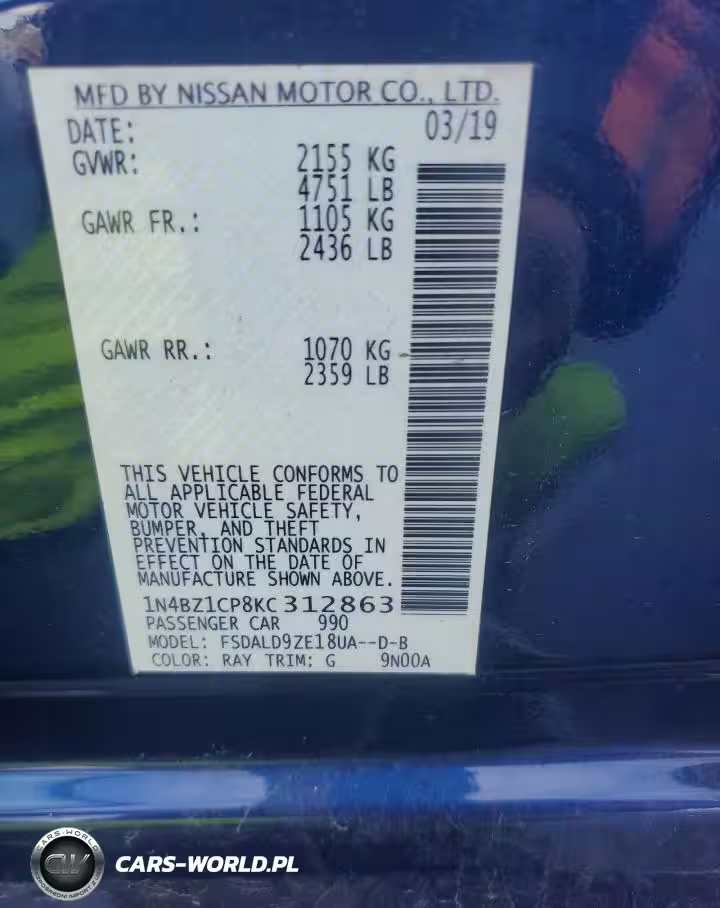 MFD BY NISSAN MOTOR CO., LTD.
DATE: 03/19
GVWR: 2155 KG
4751 LB
GAWR FR.: 1105 KG
2436 LB
GAWR RR.: 1070 KG
2359 LB
THIS VEHICLE CONFORMS TO
ALL APPLICABLE FEDERAL
MOTOR VEHICLE SAFETY,
BUMPER, AND THEFT
PREVENTION STANDARDS IN
EFFECT ON THE DATE OF
MANUFACTURE SHOWN ABOVE.
1N4BZ1CP8KC312863
PASSENGER CAR 990
MODEL: FSDALD9ZE18UA--D-B
COLOR: RAY TRIM: G 9N00A
CARS-WORLD
CW
CARS-WORLD.PL